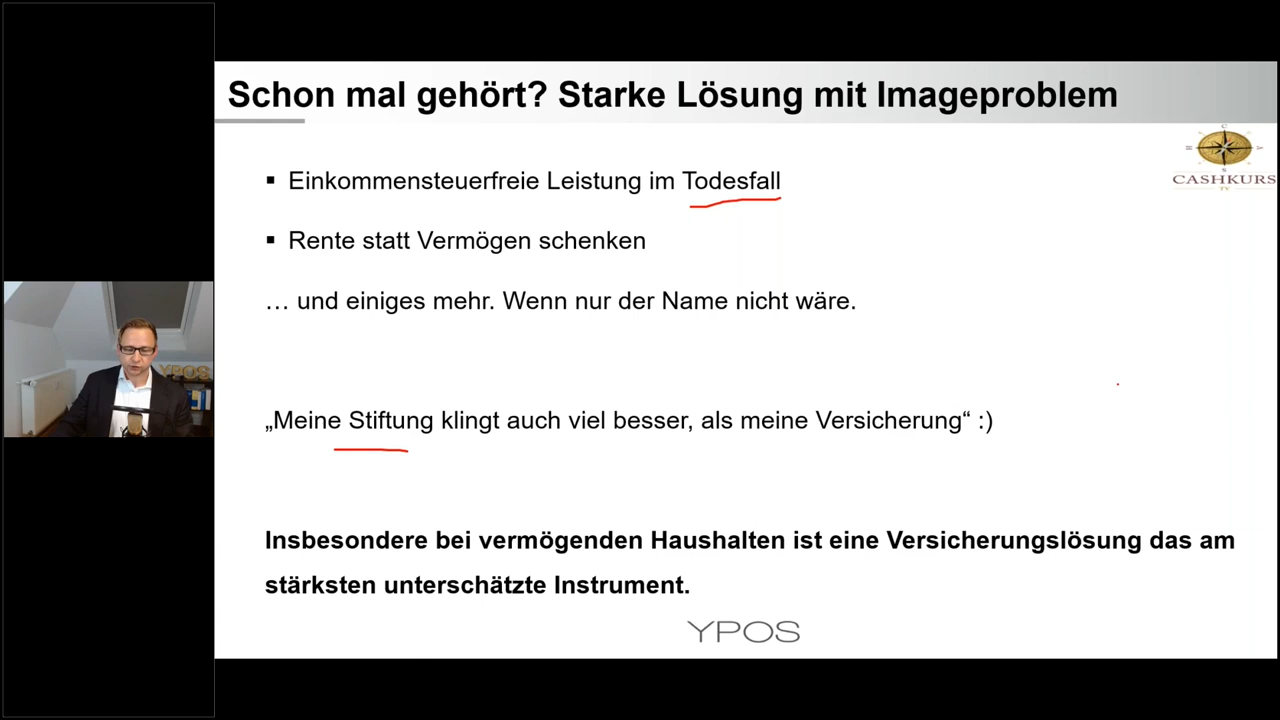 Schon mal gehört? Starke Lösung mit Imageproblem
CASHKURS
TV
▪ Einkommensteuerfreie Leistung im Todesfall
▪ Rente statt Vermögen schenken
… und einiges mehr. Wenn nur der Name nicht wäre.
„Meine Stiftung klingt auch viel besser, als meine Versicherung“ :)
Insbesondere bei vermögenden Haushalten ist eine Versicherungslösung das am
stärksten unterschätzte Instrument.
YPOS
YPOS